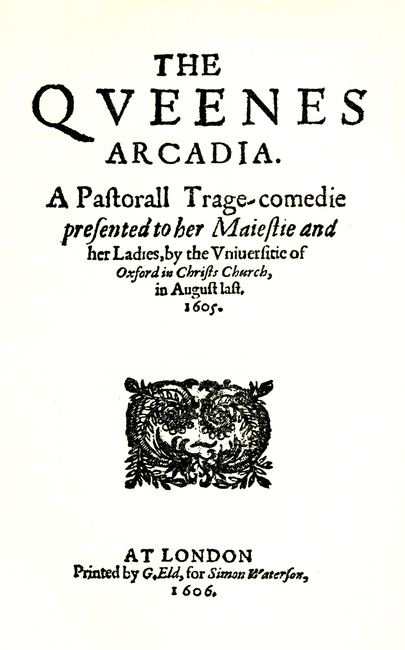 THE
QVEENES
ARCADIA.
A Paſtorall Trage-comedie
preſented to her Maieſtie and
her Ladies, by the Vniuerſitie of
Oxford in Chriſts Church,
in Auguſt laſt.
1605.
AT LONDON
Printed by G. Eld, for Simon Waterſon,
1606.